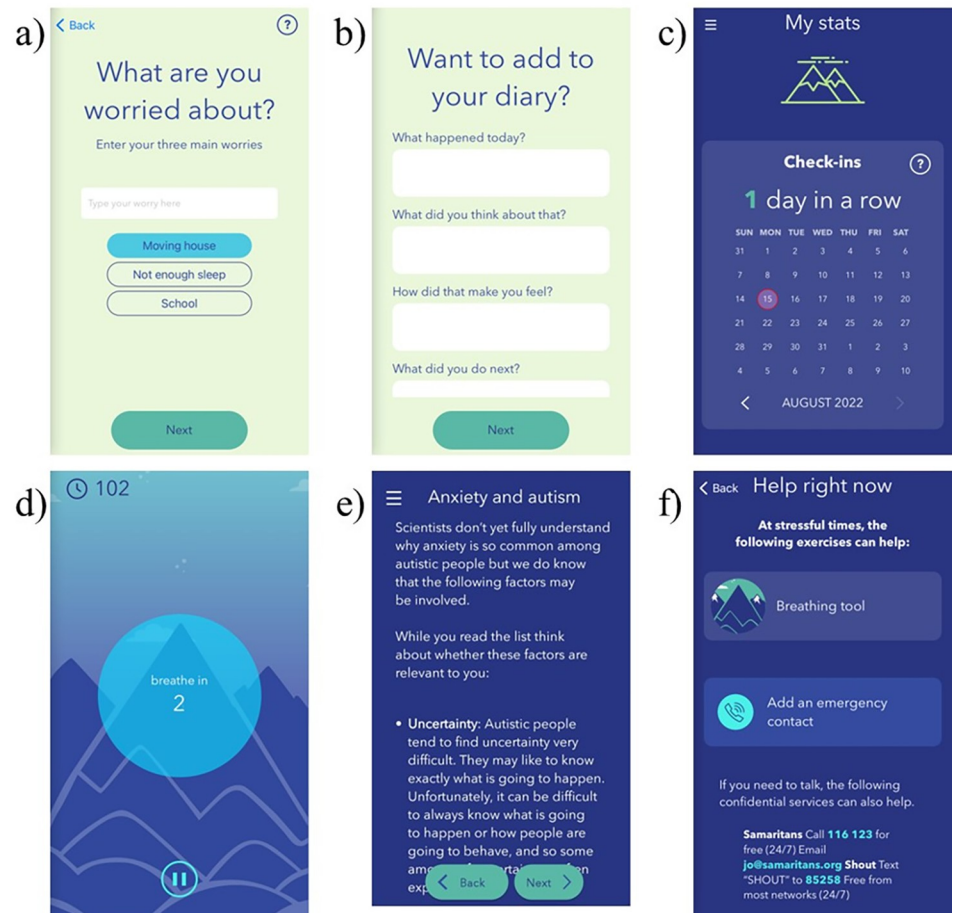 a)
Back
?
What are you
worried about?
Enter your three main worries
Type your worry here
Moving house
Not enough sleep
School
Next
b)
Want to add to
your diary?
What happened today?
What did you think about that?
How did that make you feel?
What did you do next?
Next
c)
My stats
Check-ins
?
1 day in a row
SUN MON TUE WED THU FRI SAT
31 1 2 3 4 5 6
7 8 9 10 11 12 13
14 15 16 17 18 19 20
21 22 23 24 25 26 27
28 29 30 31 1 2 3
4 5 6 7 8 9 10
AUGUST 2022
d)
102
breathe in
2
e)
Anxiety and autism
Scientists don't yet fully understand
why anxiety is so common among
autistic people but we do know
that the following factors may
be involved.
While you read the list think
about whether these factors are
relevant to you:
• Uncertainty: Autistic people
tend to find uncertainty very
difficult. They may like to know
exactly what is going to happen.
Unfortunately, it can be difficult
to always know what is going
to happen or how people are
going to behave, and so some
Back
Next
f)
Back
Help right now
At stressful times, the
following exercises can help:
Breathing tool
Add an emergency
contact
If you need to talk, the following
confidential services can also help.
Samaritans Call 116 123 for
free (24/7) Email
jo@samaritans.org Shout Text
"SHOUT" to 85258 Free from
most networks (24/7)